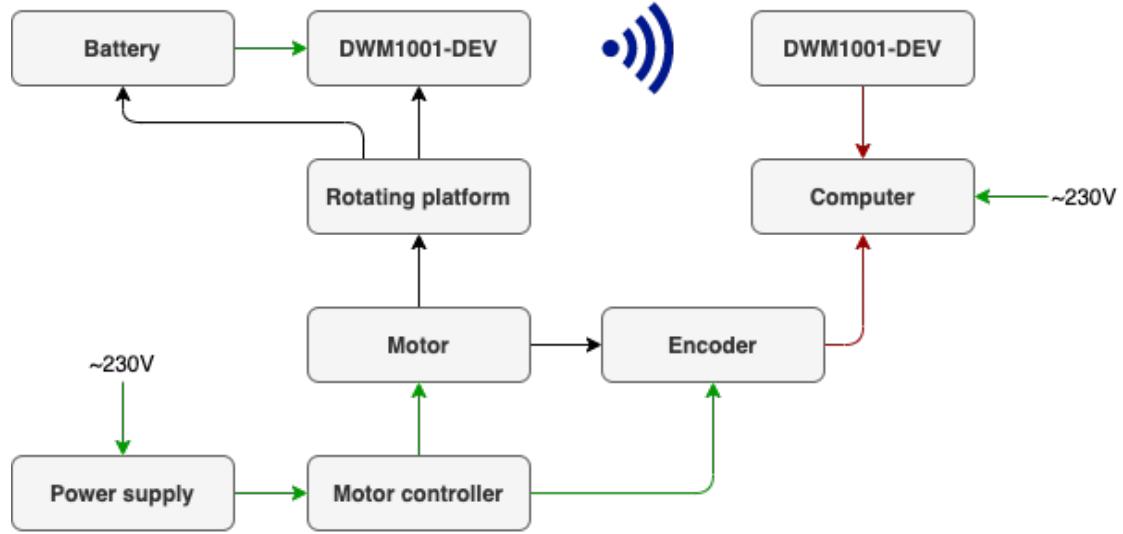 Battery
DWM1001-DEV
DWM1001-DEV
Rotating platform
Computer
~230V
Motor
Encoder
~230V
Power supply
Motor controller